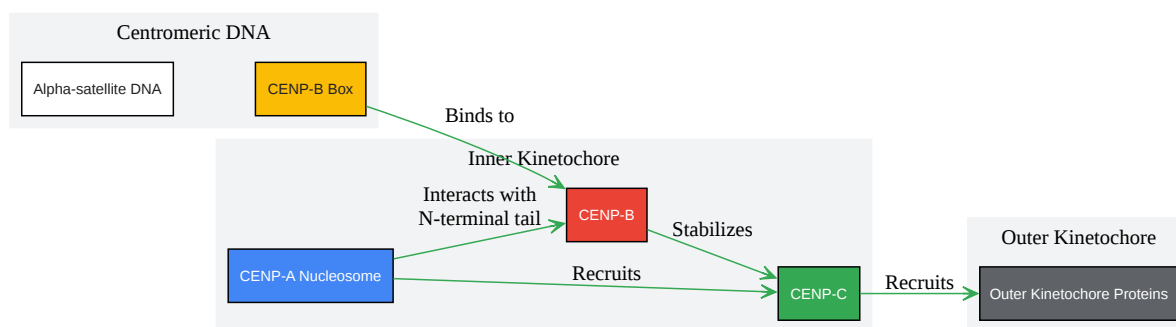 Centromeric DNA
Alpha-satellite DNA
CENP-B Box
Binds to
Inner Kinetochore
Interacts with
N-terminal tail
CENP-B
Stabilizes
CENP-A Nucleosome
Recruits
CENP-C
Recruits
Outer Kinetochore
Outer Kinetochore Proteins